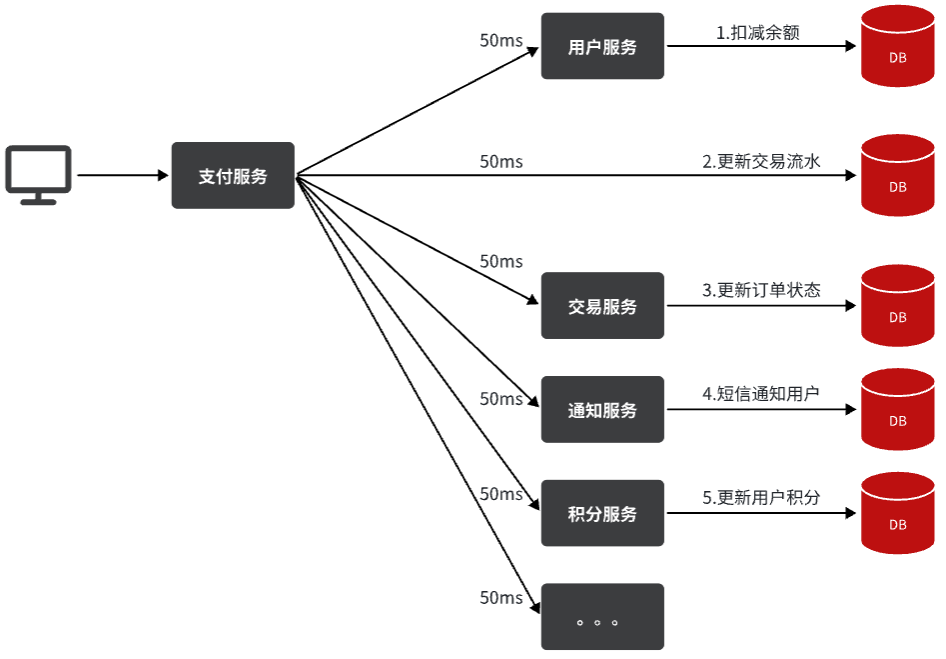 50ms
用户服务
1.扣减余额
DB
支付服务
50ms
2.更新交易流水
DB
50ms
交易服务
3.更新订单状态
DB
50ms
通知服务
4.短信通知用户
DB
50ms
积分服务
5.更新用户积分
DB
50ms
。。。